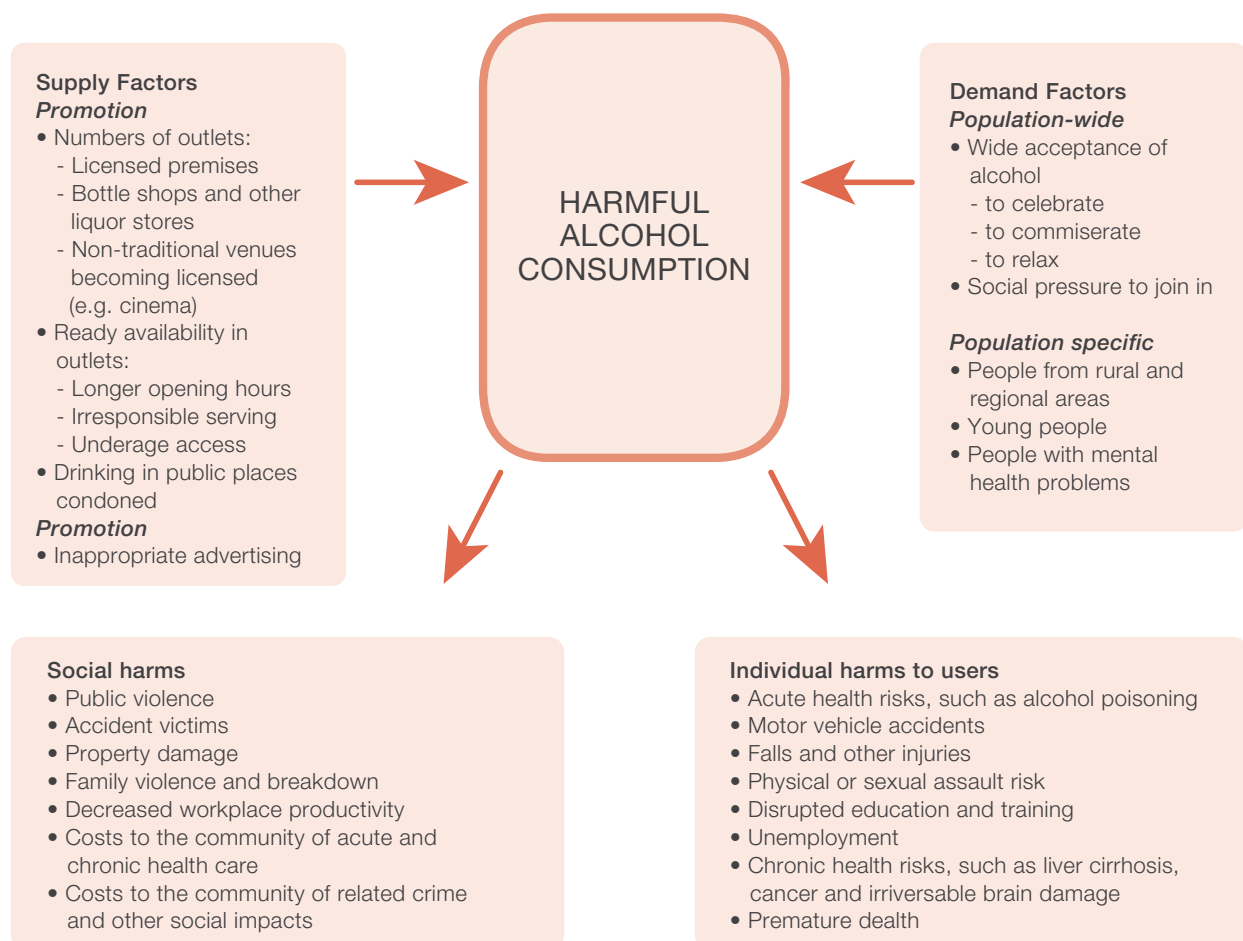 Supply Factors
Promotion
• Numbers of outlets:
- Licensed premises
- Bottle shops and other
liquor stores
- Non-traditional venues
becoming licensed
(e.g. cinema)
• Ready availability in
outlets:
- Longer opening hours
- Irresponsible serving
- Underage access
• Drinking in public places
condoned
Promotion
• Inappropriate advertising
HARMFUL
ALCOHOL
CONSUMPTION
Demand Factors
Population-wide
• Wide acceptance of
alcohol
- to celebrate
- to commiserate
- to relax
• Social pressure to join in
Population specific
• People from rural and
regional areas
• Young people
• People with mental
health problems
Social harms
• Public violence
• Accident victims
• Property damage
• Family violence and breakdown
• Decreased workplace productivity
• Costs to the community of acute and
chronic health care
• Costs to the community of related crime
and other social impacts
Individual harms to users
• Acute health risks, such as alcohol poisoning
• Motor vehicle accidents
• Falls and other injuries
• Physical or sexual assault risk
• Disrupted education and training
• Unemployment
• Chronic health risks, such as liver cirrhosis,
cancer and irriversable brain damage
• Premature dealth